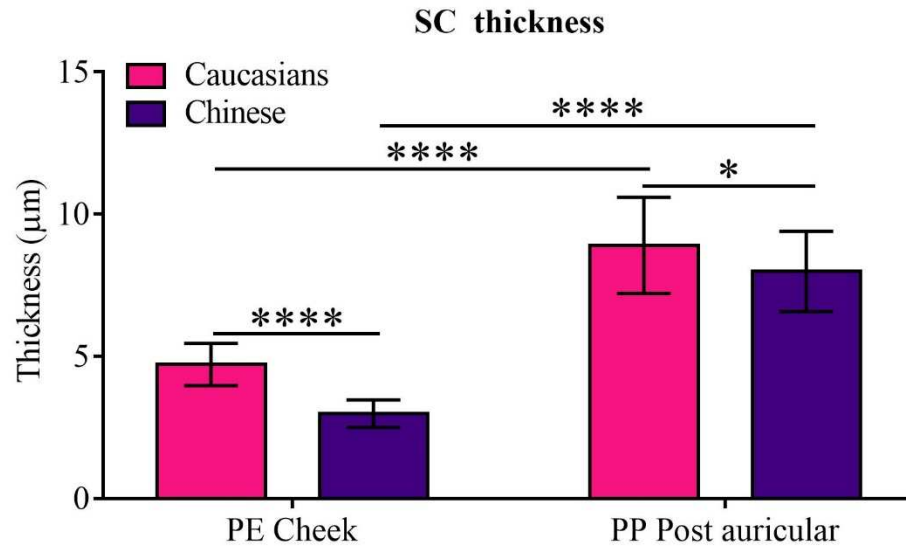 SC thickness
Caucasians
Chinese
Thickness (µm)
15
10
5
0
****
****
*
****
PE Cheek
PP Post auricular